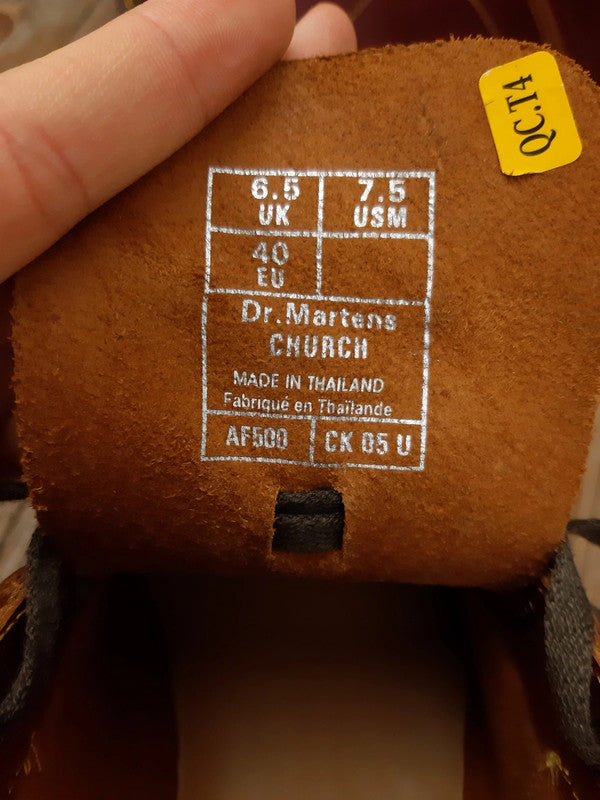 QC.T4
6.5 7.5
UK USM
40
EU
Dr.Martens
CHURCH
MADE IN THAILAND
Fabriqué en Thaïlande
AF500 CK 05 U